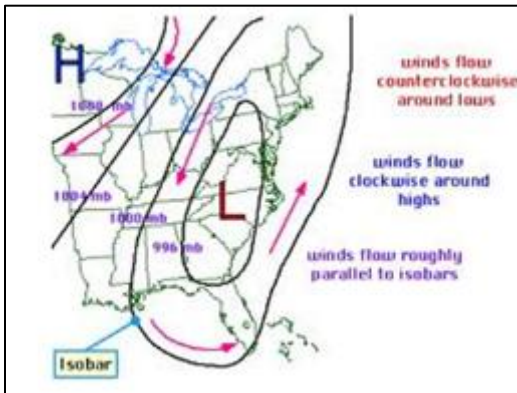 H
winds flow
counterclockwise
around lows
1008 mb
winds flow
clockwise around
highs
1004 mb
1000 mb
L
996 mb
winds flow roughly
parallel to isobars
Isobar